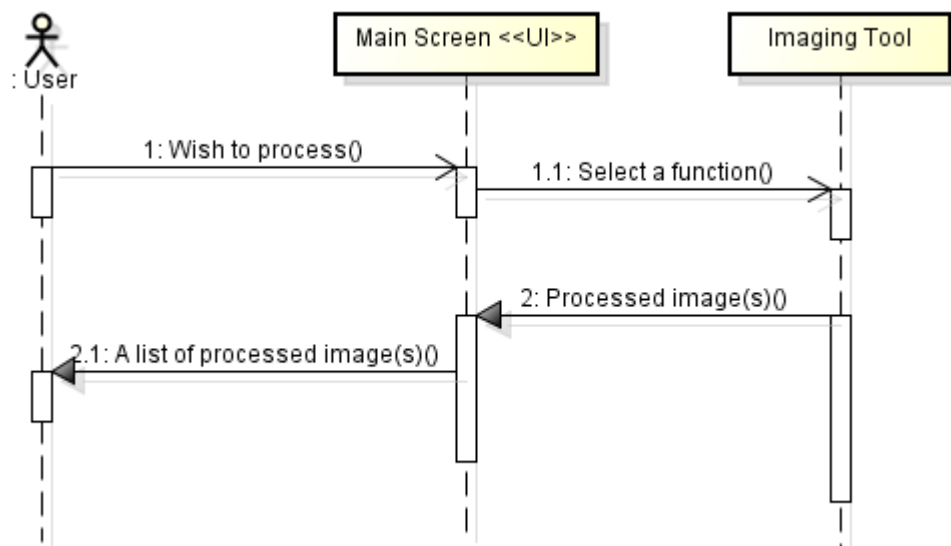 : User
Main Screen <<UI>>
Imaging Tool
1: Wish to process()
1.1: Select a function()
2: Processed image(s)()
2.1: A list of processed image(s)()